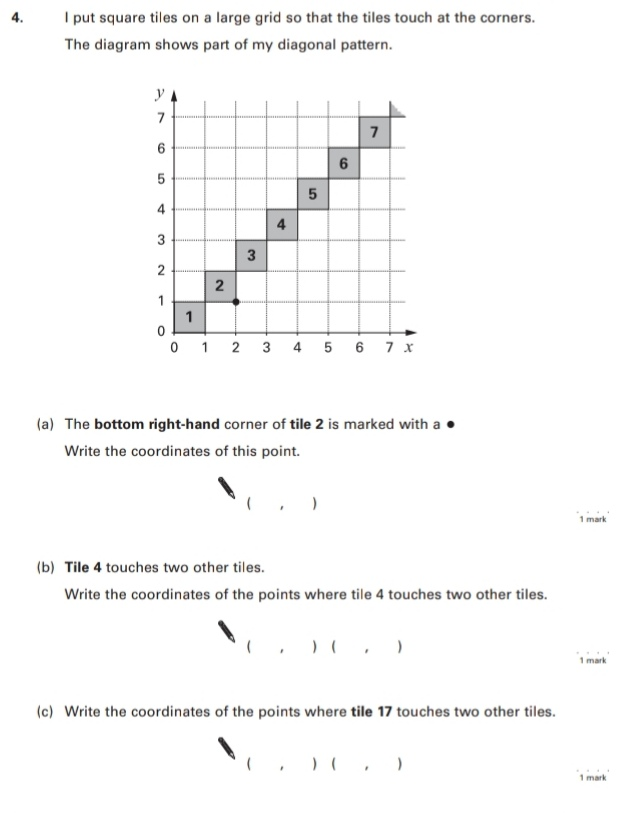 4. I put square tiles on a large grid so that the tiles touch at the corners.
The diagram shows part of my diagonal pattern.
y
7
7
6
6
5
5
4
4
3
3
2
2
1
1
0
0 1 2 3 4 5 6 7 x
(a) The bottom right-hand corner of tile 2 is marked with a ●
Write the coordinates of this point.
( , )
1 mark
(b) Tile 4 touches two other tiles.
Write the coordinates of the points where tile 4 touches two other tiles.
( , ) ( , )
1 mark
(c) Write the coordinates of the points where tile 17 touches two other tiles.
( , ) ( , )
1 mark